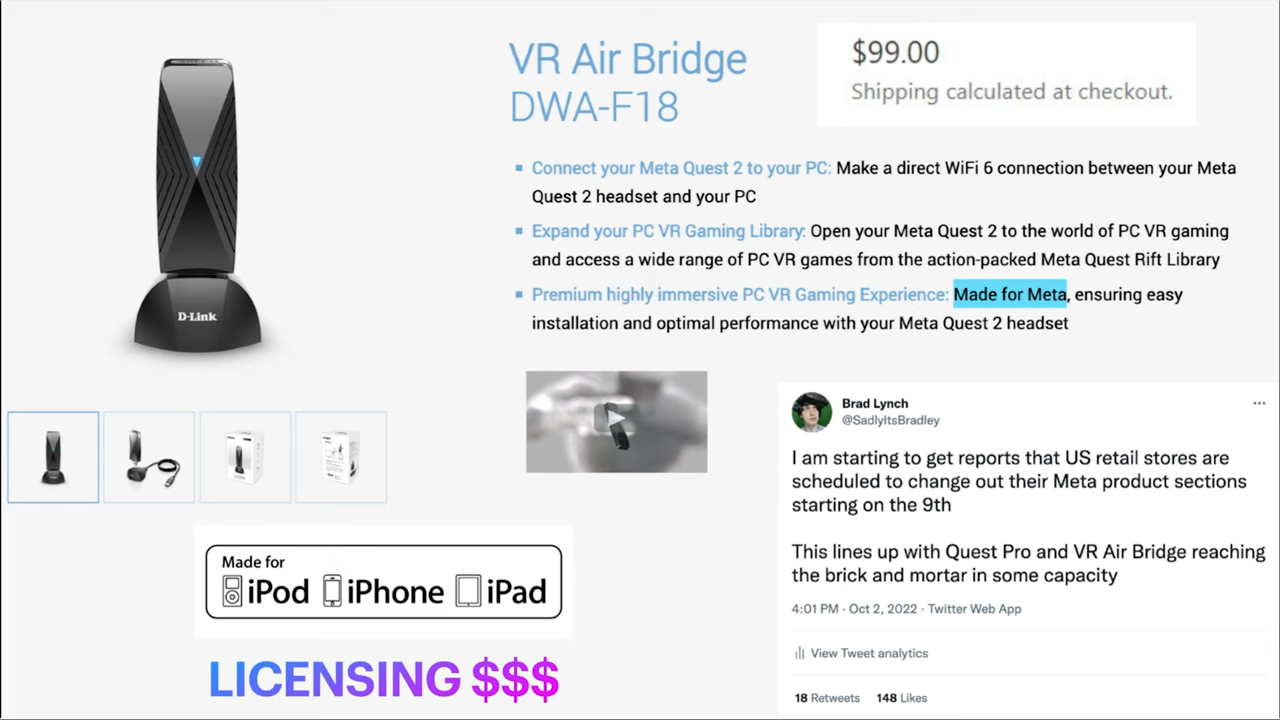 VR Air Bridge
DWA-F18
$99.00
Shipping calculated at checkout.
Connect your Meta Quest 2 to your PC: Make a direct WiFi 6 connection between your Meta
Quest 2 headset and your PC
Expand your PC VR Gaming Library: Open your Meta Quest 2 to the world of PC VR gaming
and access a wide range of PC VR games from the action-packed Meta Quest Rift Library
Premium highly immersive PC VR Gaming Experience: Made for Meta, ensuring easy
installation and optimal performance with your Meta Quest 2 headset
D-Link
Brad Lynch
@SadlyItsBradley
I am starting to get reports that US retail stores are
scheduled to change out their Meta product sections
starting on the 9th
This lines up with Quest Pro and VR Air Bridge reaching
the brick and mortar in some capacity
4:01 PM · Oct 2, 2022 · Twitter Web App
View Tweet analytics
18 Retweets 148 Likes
Made for
iPod iPhone iPad
LICENSING $$$